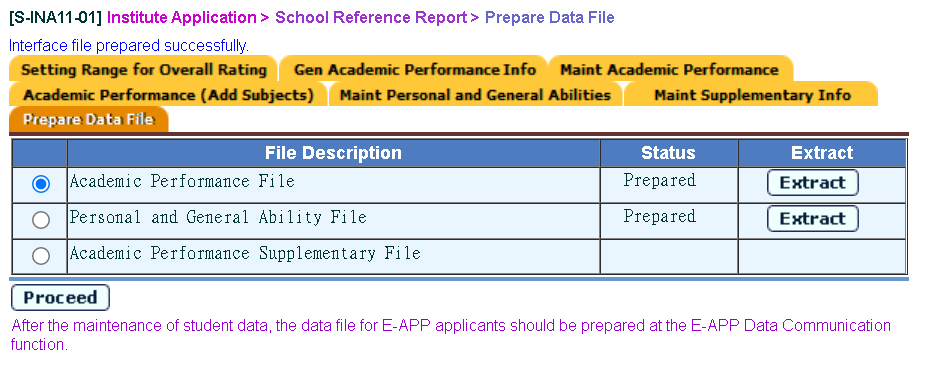 [S-INA11-01] Institute Application > School Reference Report > Prepare Data File
Interface file prepared successfully.
Setting Range for Overall Rating Gen Academic Performance Info Maint Academic Performance
Academic Performance (Add Subjects) Maint Personal and General Abilities Maint Supplementary Info
Prepare Data File
File Description Status Extract
Academic Performance File Prepared Extract
Personal and General Ability File Prepared Extract
Academic Performance Supplementary File
Proceed
After the maintenance of student data, the data file for E-APP applicants should be prepared at the E-APP Data Communication
function.